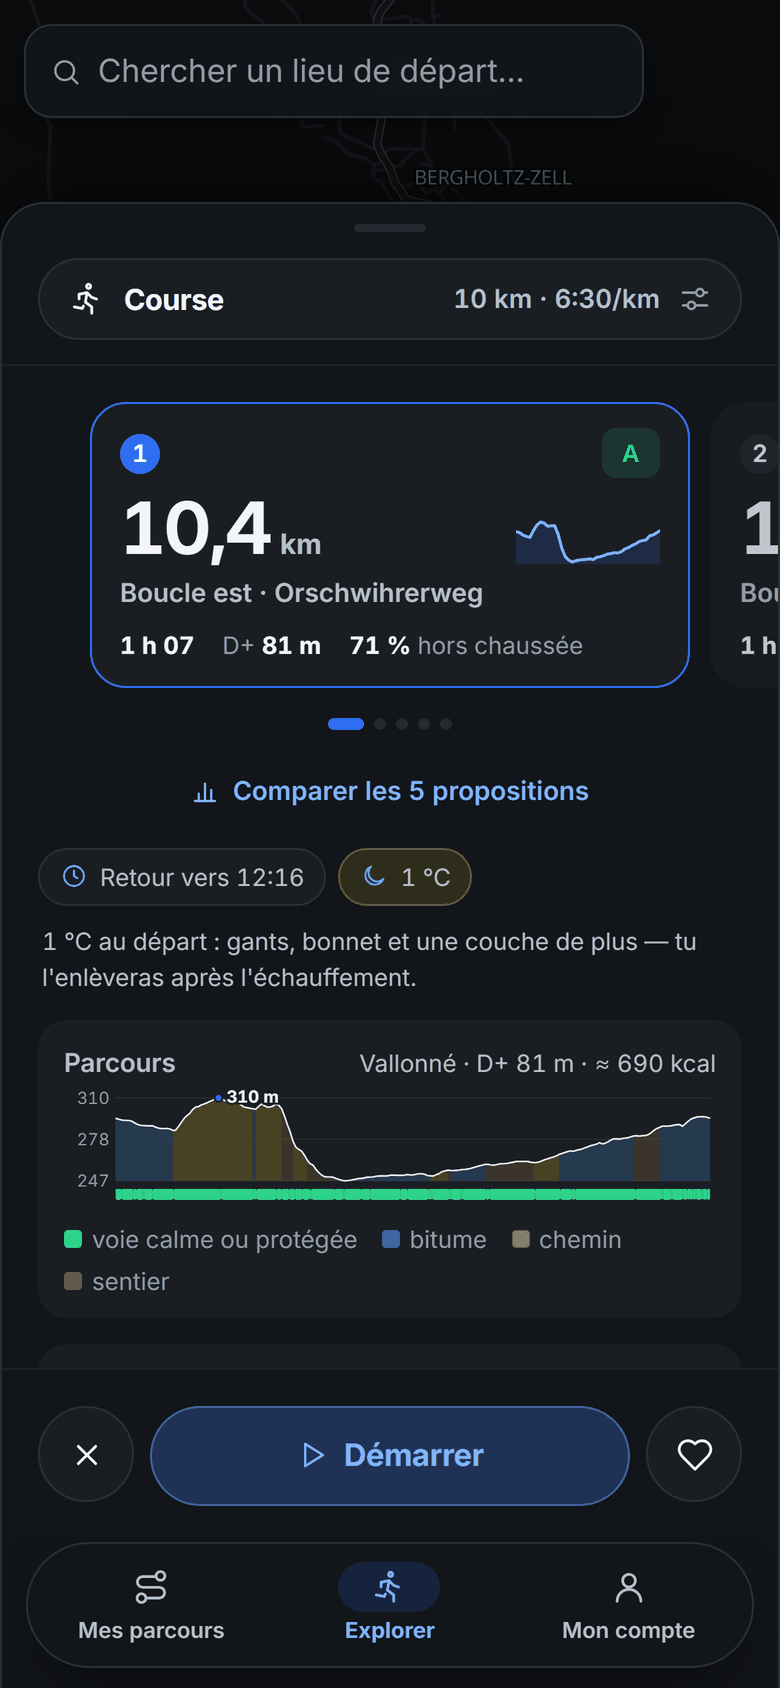 Chercher un lieu de départ...
BERGHOLTZ-ZELL
Course
10 km · 6:30/km
1
A
2
10,4 km
1
Boucle est · Orschwihrerweg
Bou
1 h 07 D+ 81 m 71 % hors chaussée
1 h
Comparer les 5 propositions
Retour vers 12:16
1 °C
1 °C au départ : gants, bonnet et une couche de plus — tu
l'enlèveras après l'échauffement.
Parcours
Vallonné · D+ 81 m · ≈ 690 kcal
310
310 m
278
247
voie calme ou protégée
bitume
chemin
sentier
Démarrer
Mes parcours
Explorer
Mon compte